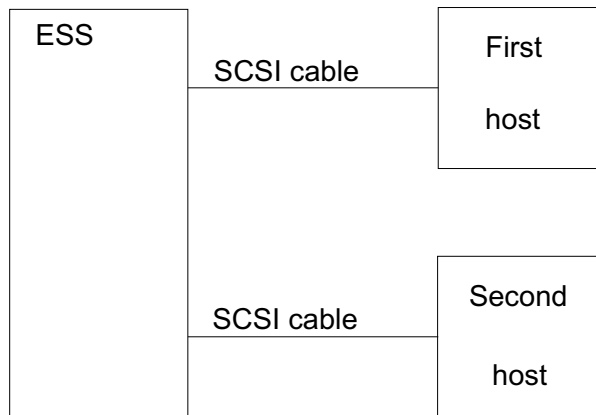 ESS
SCSI cable
First
host
SCSI cable
Second
host